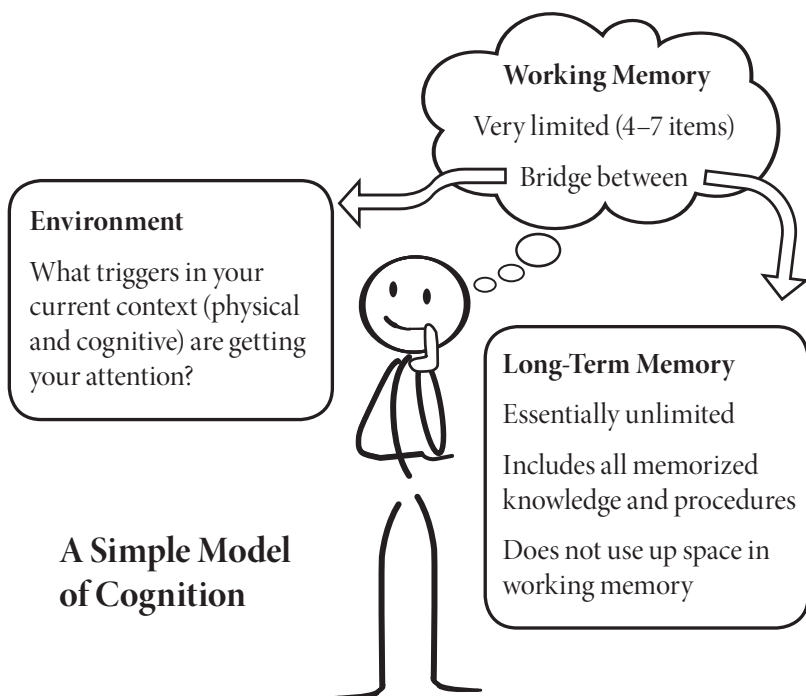 Working Memory
Very limited (4–7 items)
Bridge between
Environment
What triggers in your
current context (physical
and cognitive) are getting
your attention?
Long-Term Memory
Essentially unlimited
Includes all memorized
knowledge and procedures
Does not use up space in
working memory
A Simple Model
of Cognition